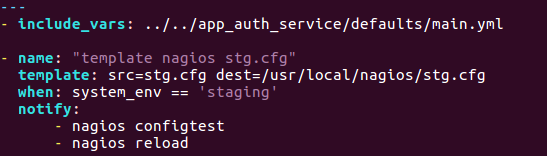 ---
- include_vars: ../../app_auth_service/defaults/main.yml
- name: "template nagios stg.cfg"
template: src=stg.cfg dest=/usr/local/nagios/stg.cfg
when: system_env == 'staging'
notify:
- nagios configtest
- nagios reload